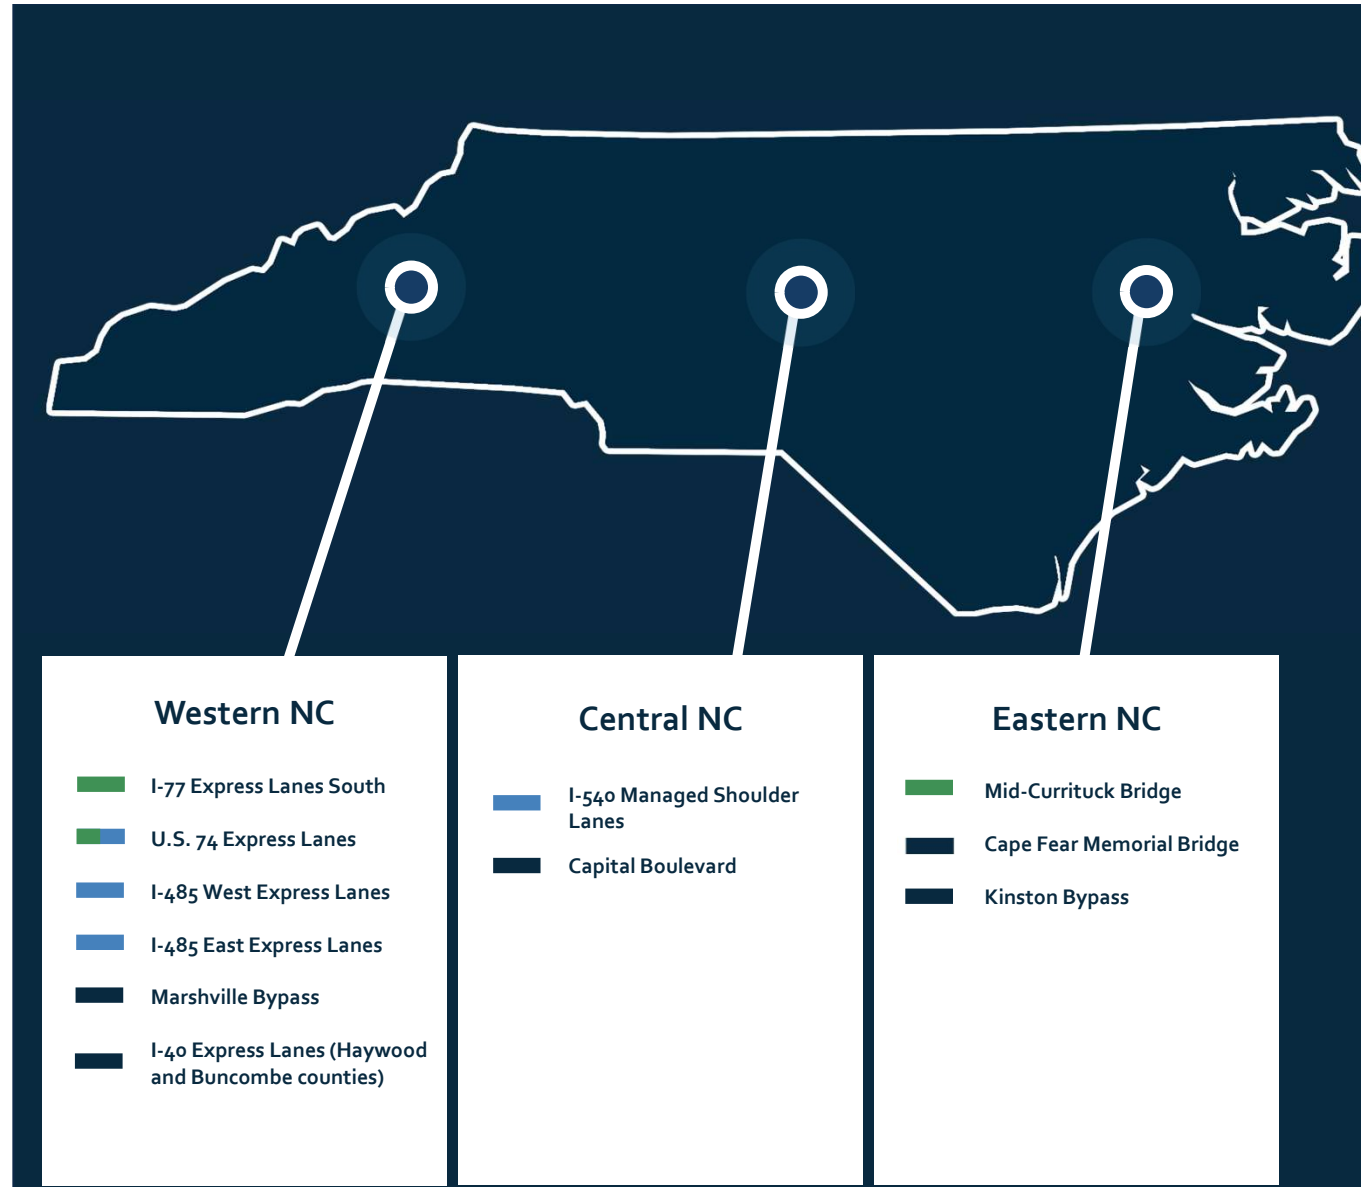 Western NC
I-77 Express Lanes South
U.S. 74 Express Lanes
I-485 West Express Lanes
I-485 East Express Lanes
Marshville Bypass
I-40 Express Lanes (Haywood
and Buncombe counties)
Central NC
I-540 Managed Shoulder
Lanes
Capital Boulevard
Eastern NC
Mid-Currituck Bridge
Cape Fear Memorial Bridge
Kinston Bypass